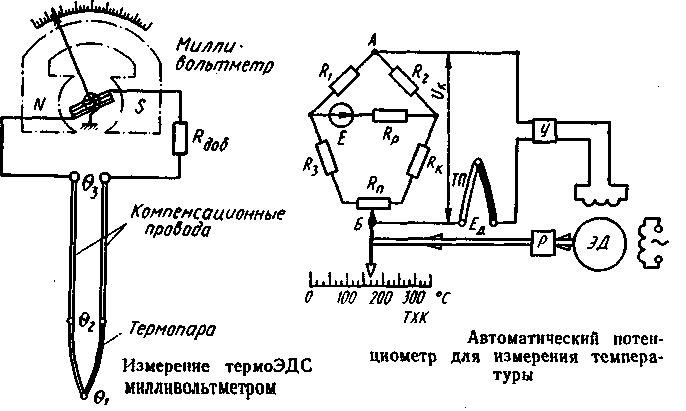 Милли-
вольтметр
N
S
Rдоб
Θ3
Компенсационные
провода
Θ2
Термопара
Θ1
Измерение термоЭДС
милливольтметром
А
R1
R2
Uк
E
Rр
R3
Rк
Rп
ТП
У
Б
Eд
Р
ЭД
~
0 100 200 300 °С
ТХК
Автоматический потен-
циометр для измерения темпера-
туры